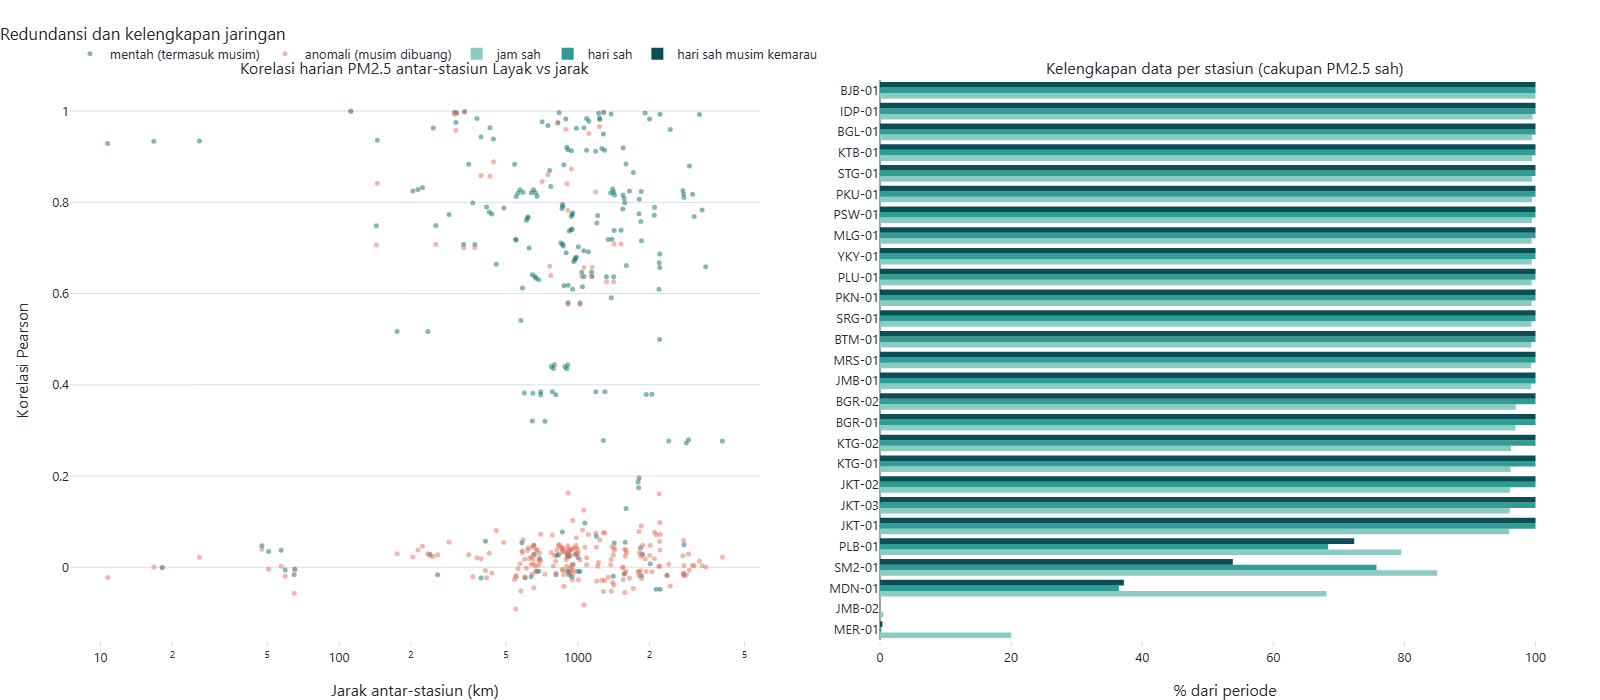 Redundansi dan kelengkapan jaringan
mentah (termasuk musim)
anomali (musim dibuang)
jam sah
hari sah
hari sah musim kemarau
Korelasi harian PM2.5 antar-stasiun Layak vs jarak
Korelasi Pearson
1
0.8
0.6
0.4
0.2
0
10
2
5
100
2
5
1000
2
5
Jarak antar-stasiun (km)
Kelengkapan data per stasiun (cakupan PM2.5 sah)
BJB-01
IDP-01
BGL-01
KTB-01
STG-01
PKU-01
PSW-01
MLG-01
YKY-01
PLU-01
PKN-01
SRG-01
BTM-01
MRS-01
JMB-01
BGR-02
BGR-01
KTG-02
KTG-01
JKT-02
JKT-03
JKT-01
PLB-01
SM2-01
MDN-01
JMB-02
MER-01
0
20
40
60
80
100
% dari periode